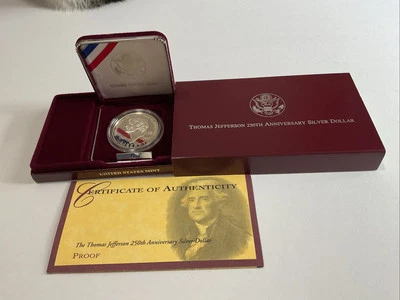 THOMAS JEFFERSON 250TH ANNIVERSARY SILVER DOLLAR
UNITED STATES MINT
CERTIFICATE OF AUTHENTICITY
The Thomas Jefferson 250th Anniversary Silver Dollar
PROOF